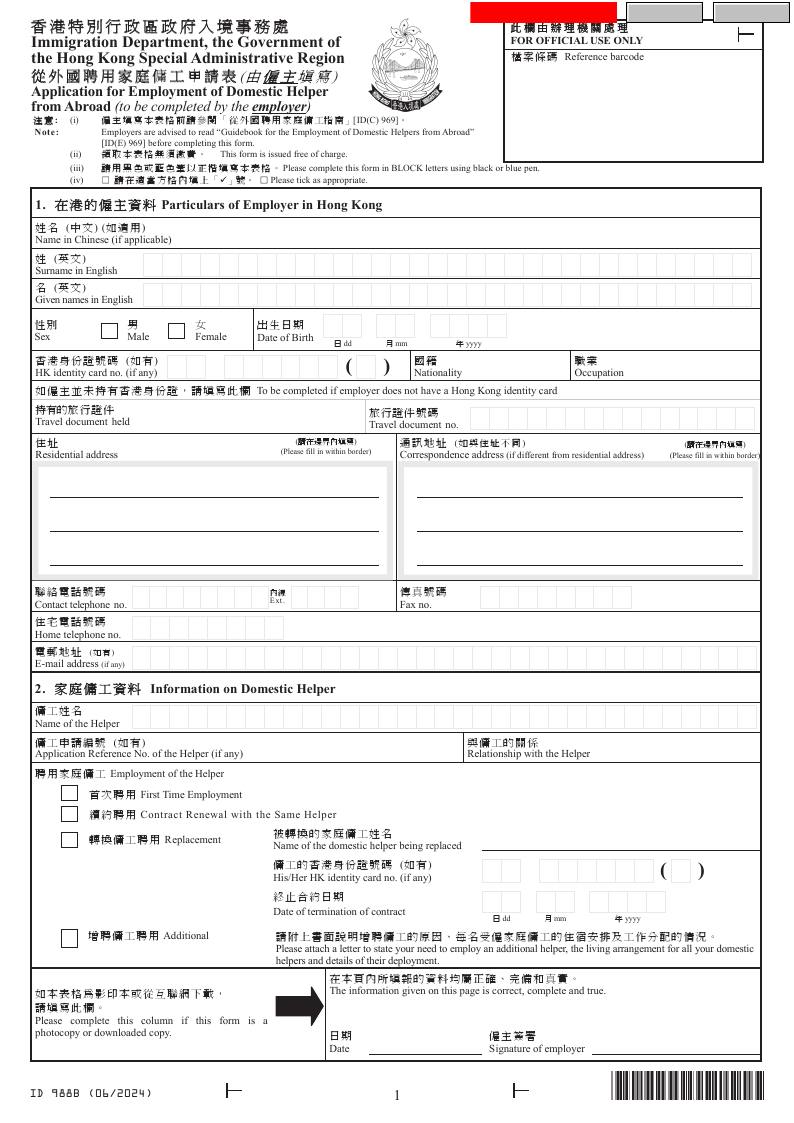 香港特別行政區政府入境事務處
Immigration Department, the Government of
the Hong Kong Special Administrative Region
從外國聘用家庭傭工申請表(由僱主填寫)
Application for Employment of Domestic Helper
from Abroad (to be completed by the employer)
此欄由辦理機關處理
FOR OFFICIAL USE ONLY
檔案條碼 Reference barcode
注意: (i) 僱主填寫本表格前請參閱「從外國聘用家庭傭工指南」[ID(C) 969]。
Note: Employers are advised to read “Guidebook for the Employment of Domestic Helpers from Abroad”
[ID(E) 969] before completing this form.
(ii) 領取本表格無須繳費。 This form is issued free of charge.
(iii) 請用黑色或藍色筆以正楷填寫本表格。Please complete this form in BLOCK letters using black or blue pen.
(iv) □ 請在適當方格內填上「✓」號。 □ Please tick as appropriate.
1. 在港的僱主資料 Particulars of Employer in Hong Kong
姓名 (中文) (如適用)
Name in Chinese (if applicable)
姓 (英文)
Surname in English
名 (英文)
Given names in English
性別 男 女 出生日期
Sex Male Female Date of Birth
日 dd 月 mm 年 yyyy
香港身份證號碼 (如有) ( ) 國籍 職業
HK identity card no. (if any) Nationality Occupation
如僱主並未持有香港身份證，請填寫此欄 To be completed if employer does not have a Hong Kong identity card
持有的旅行證件 旅行證件號碼
Travel document held Travel document no.
住址 (請在邊界內填寫)
Residential address (Please fill in within border)
通訊地址 (如與住址不同) (請在邊界內填寫)
Correspondence address (if different from residential address) (Please fill in within border)
聯絡電話號碼 內線 傳真號碼
Contact telephone no. Ext. Fax no.
住宅電話號碼
Home telephone no.
電郵地址 (如有)
E-mail address (if any)
2. 家庭傭工資料 Information on Domestic Helper
傭工姓名
Name of the Helper
傭工申請編號 (如有) 與傭工的關係
Application Reference No. of the Helper (if any) Relationship with the Helper
聘用家庭傭工 Employment of the Helper
首次聘用 First Time Employment
續約聘用 Contract Renewal with the Same Helper
轉換傭工聘用 Replacement
被轉換的家庭傭工姓名
Name of the domestic helper being replaced
傭工的香港身份證號碼 (如有) ( )
His/Her HK identity card no. (if any)
終止合約日期
Date of termination of contract
日 dd 月 mm 年 yyyy
增聘傭工聘用 Additional
請附上書面說明增聘傭工的原因、每名受僱家庭傭工的住宿安排及工作分配的情況。
Please attach a letter to state your need to employ an additional helper, the living arrangement for all your domestic
helpers and details of their deployment.
如本表格為影印本或從互聯網下載，
請填寫此欄。
Please complete this column if this form is a
photocopy or downloaded copy.
在本頁內所填報的資料均屬正確、完備和真實。
The information given on this page is correct, complete and true.
日期 僱主簽署
Date Signature of employer
ID 988B (06/2024)
1